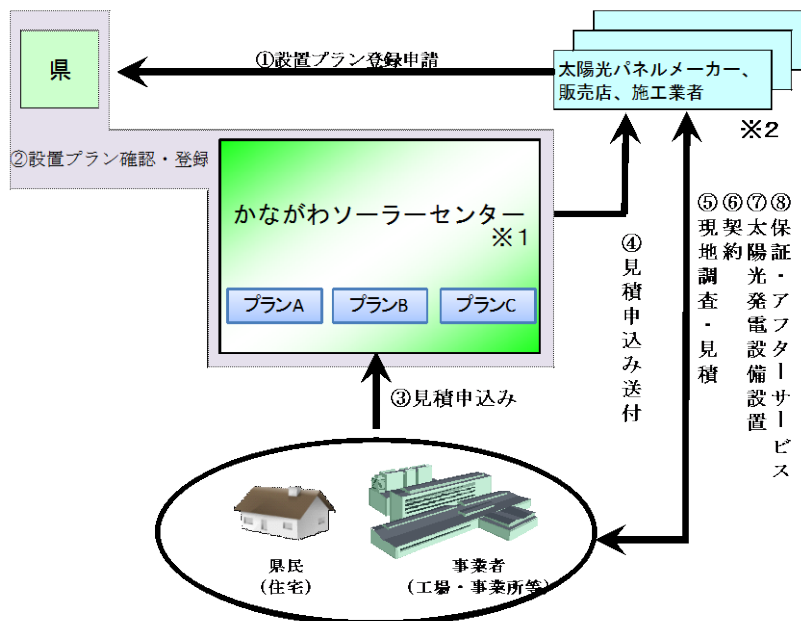 県
①設置プラン登録申請
太陽光パネルメーカー、
販売店、施工業者
※2
②設置プラン確認・登録
かながわソーラーセンター
※1
プランA
プランB
プランC
③見積申込み
④見積申込み送付
⑤現地調査・見積
⑥契約
⑦太陽光発電設備設置
⑧保証・アフターサービス
県民
(住宅)
事業者
(工場・事業所等)